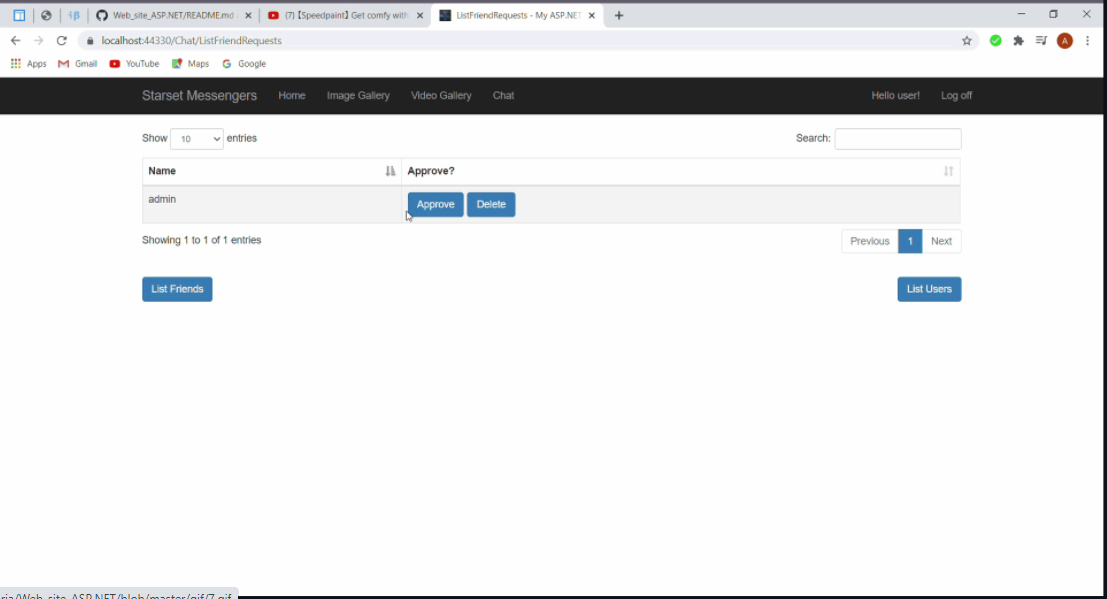 Web_site_ASP.NET/README.md
(7)【Speedpaint】Get comfy with
ListFriendRequests - My ASP.NET
localhost:44330/Chat/ListFriendRequests
A
Apps Gmail YouTube Maps Google
Starset Messengers Home Image Gallery Video Gallery Chat Hello user! Log off
Show 10 entries Search:
Name Approve?
admin Approve Delete
Showing 1 to 1 of 1 entries Previous 1 Next
List Friends List Users
ria/Web-site_ASP.NET/blob/master/gif/7.gif